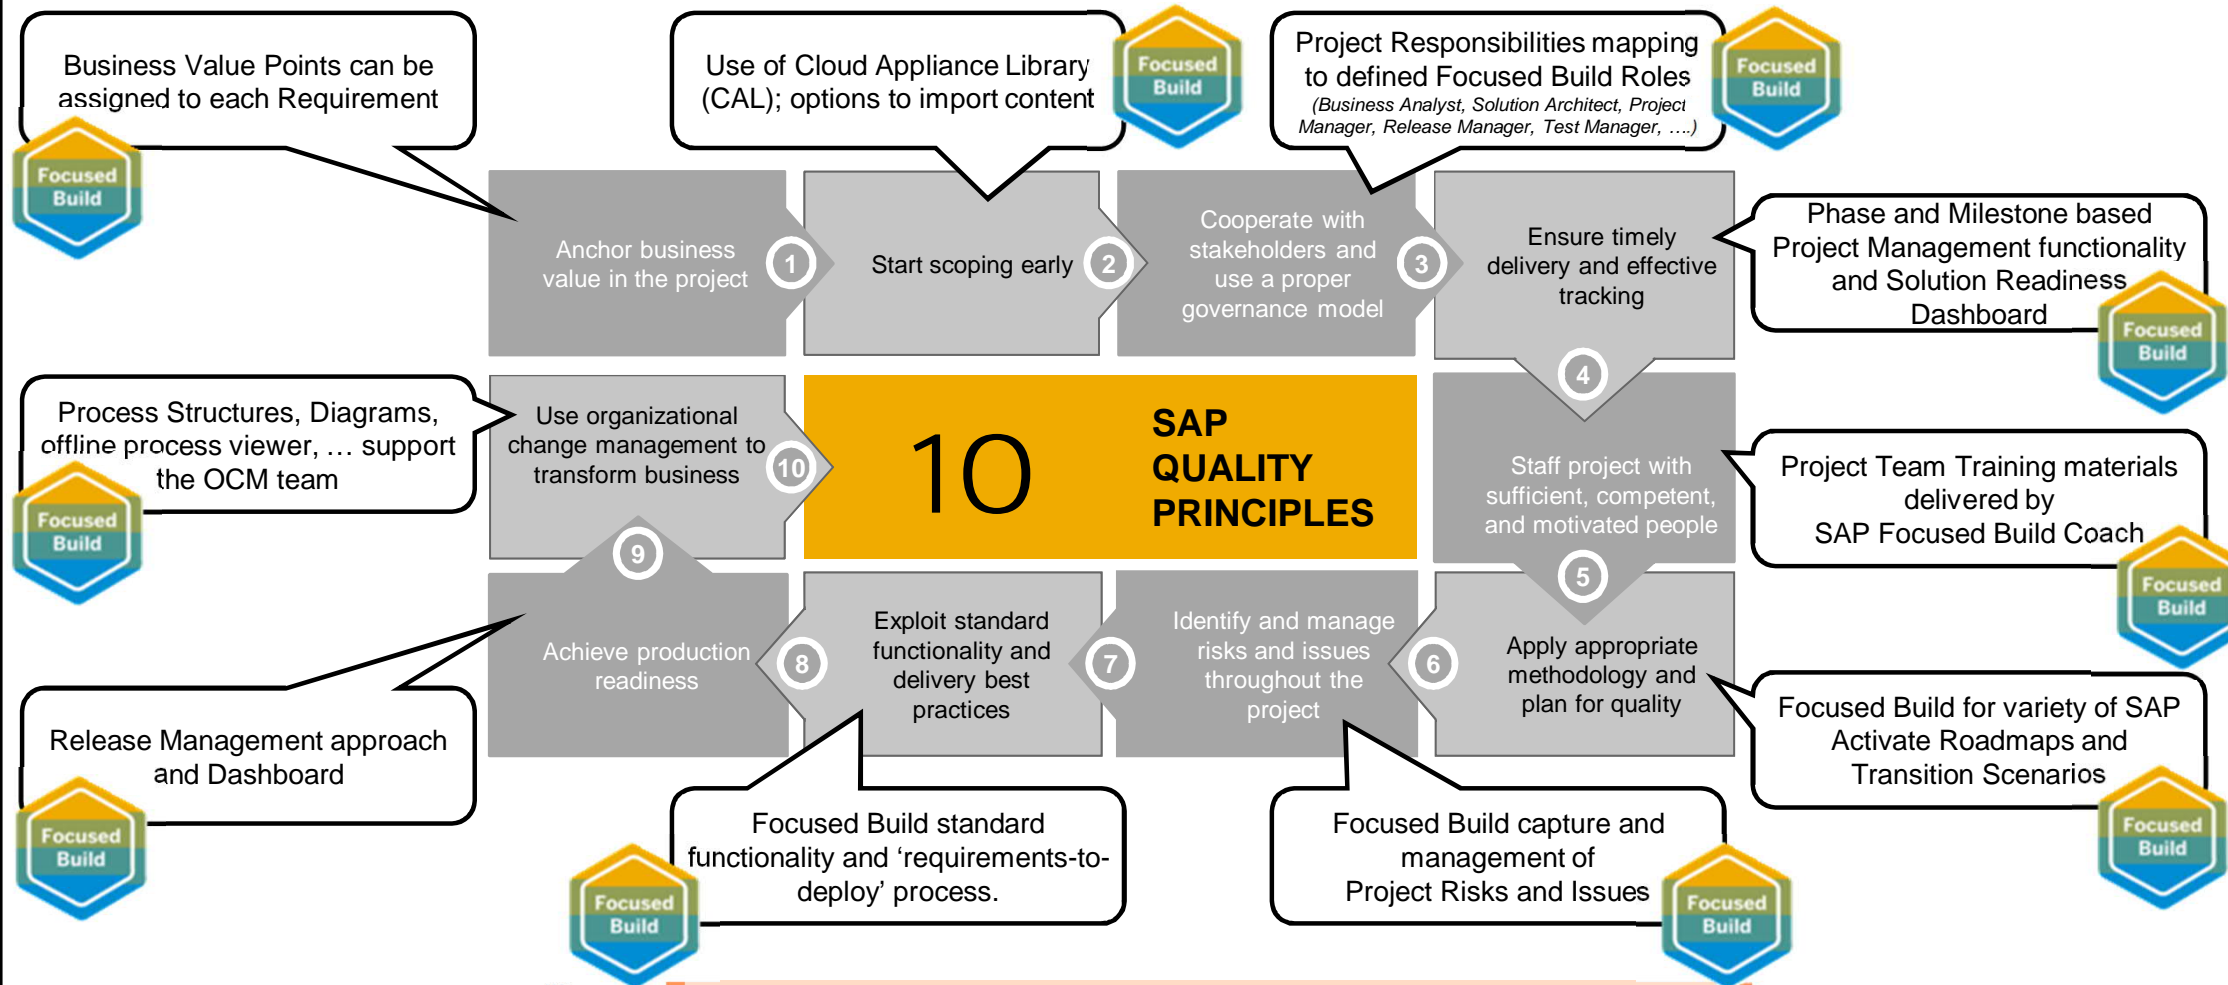 Business Value Points can be
assigned to each Requirement
Focused
Build
Use of Cloud Appliance Library
(CAL); options to import content
Focused
Build
Project Responsibilities mapping
to defined Focused Build Roles
(Business Analyst, Solution Architect, Project
Manager, Release Manager, Test Manager, ….)
Focused
Build
Anchor business
value in the project
1
Start scoping early
2
Cooperate with
stakeholders and
use a proper
governance model
3
Ensure timely
delivery and effective
tracking
4
Phase and Milestone based
Project Management functionality
and Solution Readiness
Dashboard
Focused
Build
Process Structures, Diagrams,
offline process viewer, … support
the OCM team
Focused
Build
Use organizational
change management to
transform business
10
10
SAP
QUALITY
PRINCIPLES
Staff project with
sufficient, competent,
and motivated people
5
Project Team Training materials
delivered by
SAP Focused Build Coach
Focused
Build
9
Achieve production
readiness
8
Exploit standard
functionality and
delivery best
practices
7
Identify and manage
risks and issues
throughout the
project
6
Apply appropriate
methodology and
plan for quality
Focused Build for variety of SAP
Activate Roadmaps and
Transition Scenarios
Focused
Build
Release Management approach
and Dashboard
Focused
Build
Focused Build standard
functionality and ‘requirements-to-
deploy’ process.
Focused
Build
Focused Build capture and
management of
Project Risks and Issues
Focused
Build